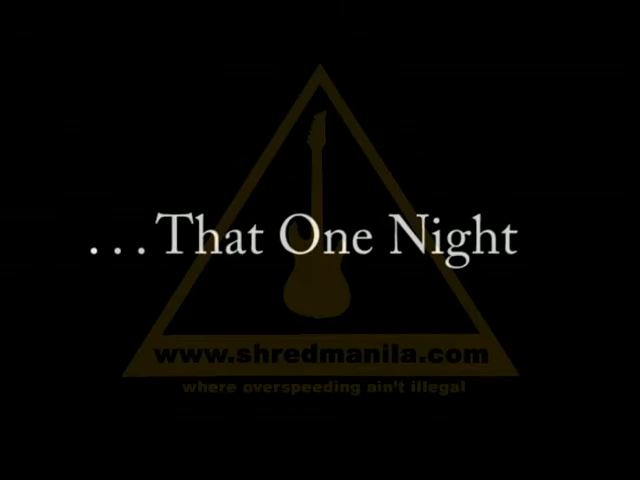 ...That One Night
www.shredmanila.com
where overspeeding ain't illegal